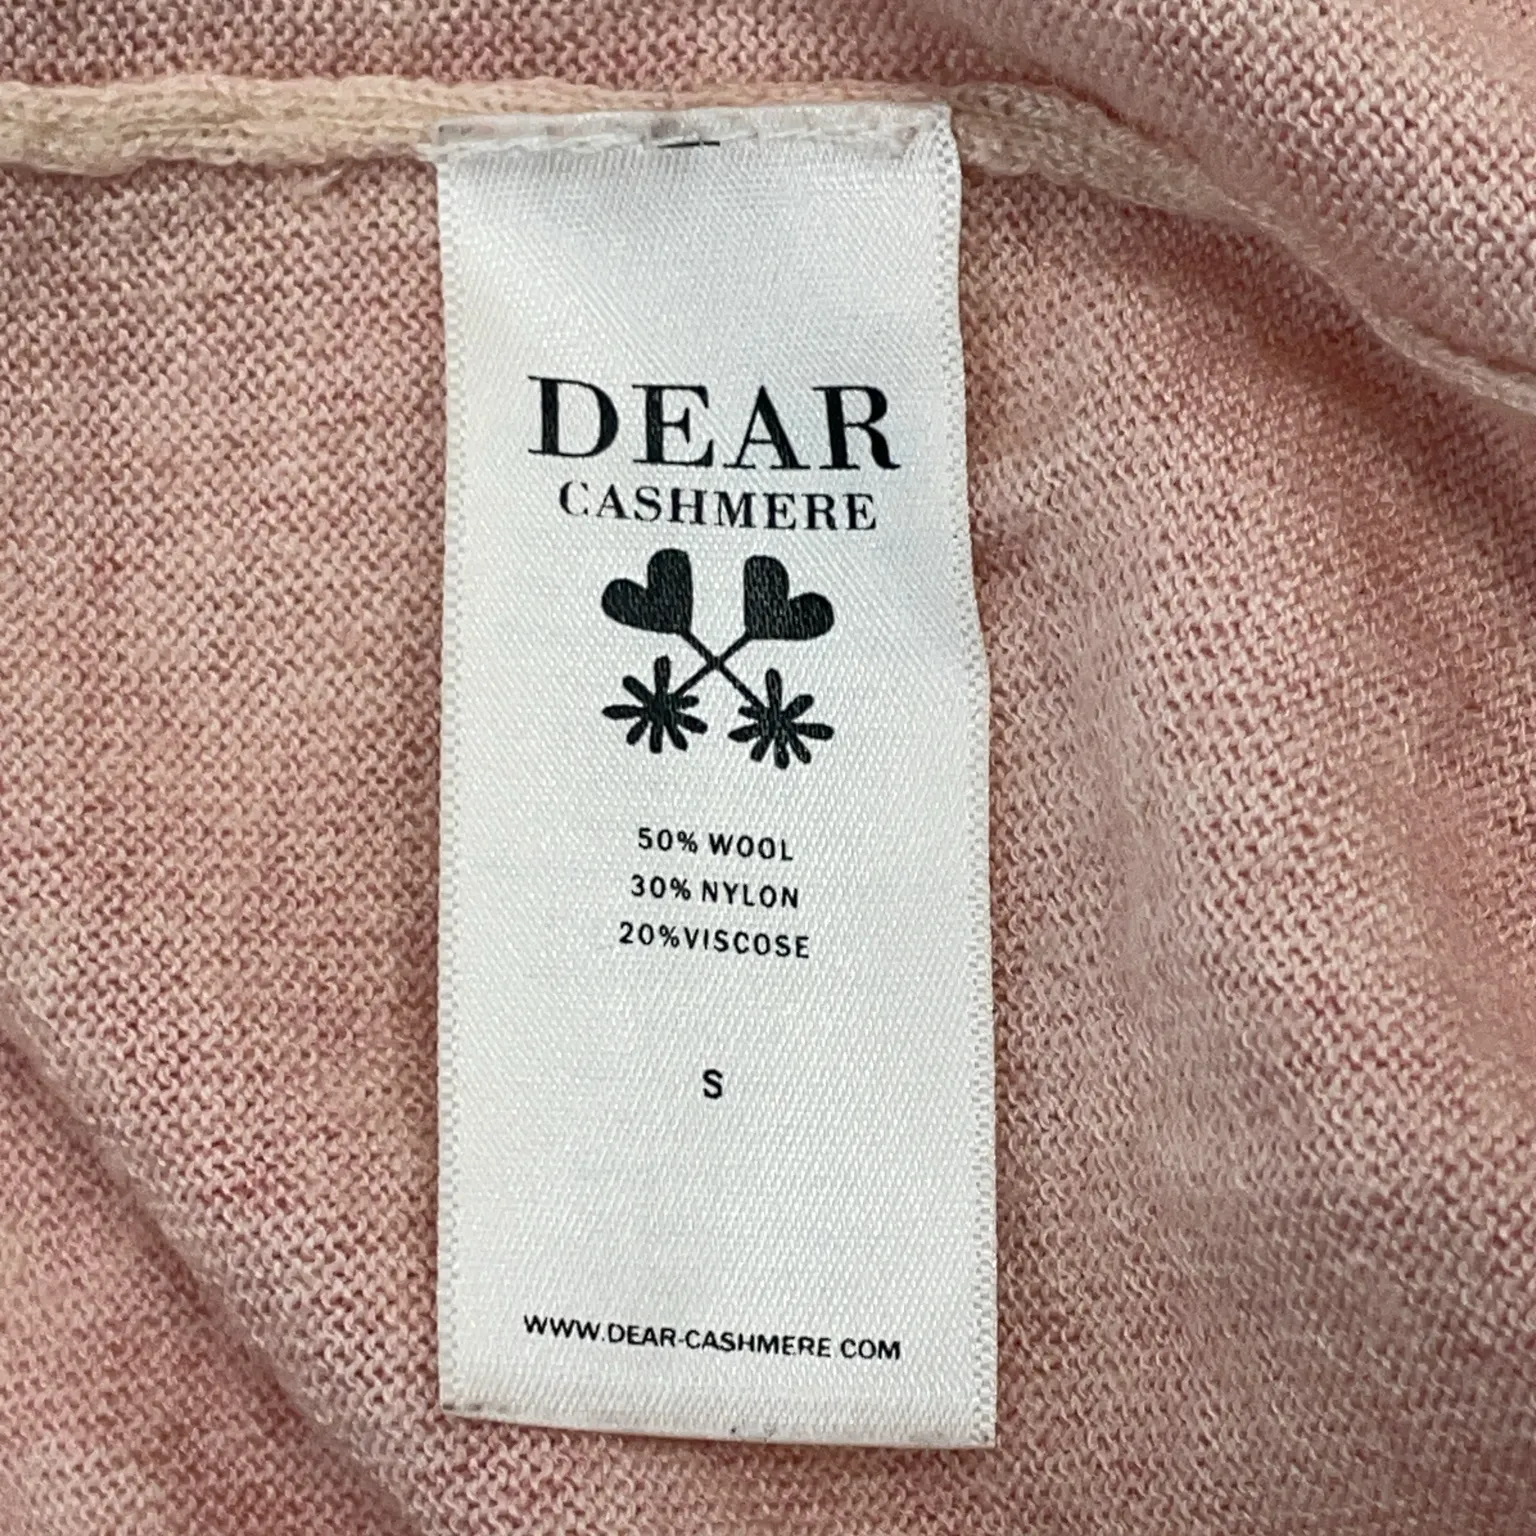 DEAR
CASHMERE
50% WOOL
30% NYLON
20%VISCOSE
S
WWW.DEAR-CASHMERE.COM